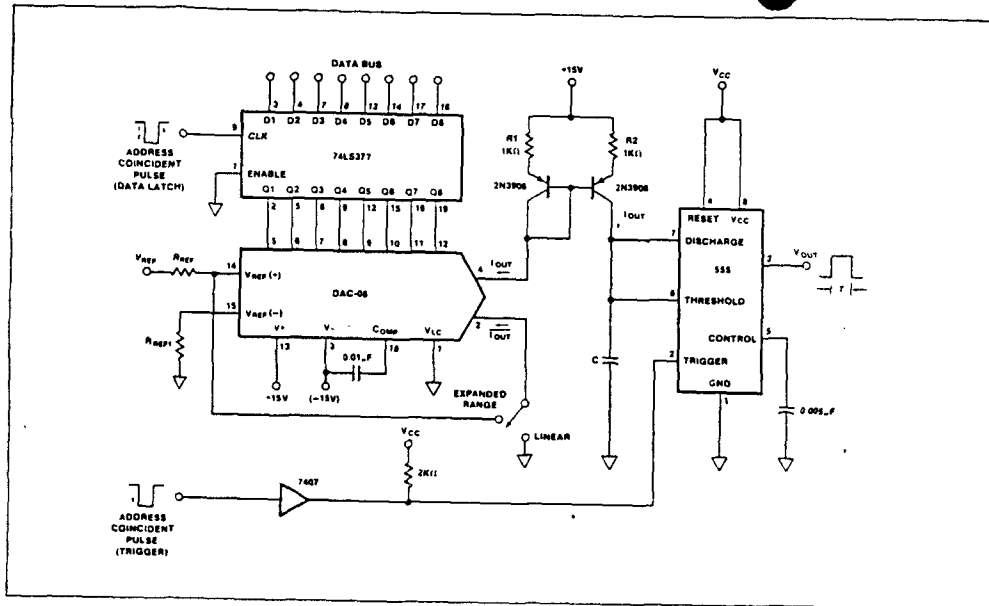 DATA BUS
+15V
VCC
3 4 7 8 13 14 17 18
D1 D2 D3 D4 D5 D6 D7 D8
R1
1KΩ
R2
1KΩ
9
CLK
74LS377
ADDRESS
COINCIDENT
PULSE
(DATA LATCH)
1
ENABLE
2N3906
2N3906
Q1 Q2 Q3 Q4 Q5 Q6 Q7 Q8
2 5 6 9 12 15 16 19
IOUT
4 8
RESET VCC
5 6 7 8 9 10 11 12
7
DISCHARGE
VREF
RREF
14
VREF (+)
4
IOUT
3
VOUT
555
T
DAC-08
6
THRESHOLD
15
VREF (−)
2
IOUT
RREF1
V+
V−
COMP
VLC
CONTROL
5
13
3
16
1
C
2
TRIGGER
0.01μF
+15V
(−15V)
EXPANDED
RANGE
GND
1
0.005μF
LINEAR
VCC
2KΩ
7407
ADDRESS
COINCIDENT
PULSE
(TRIGGER)